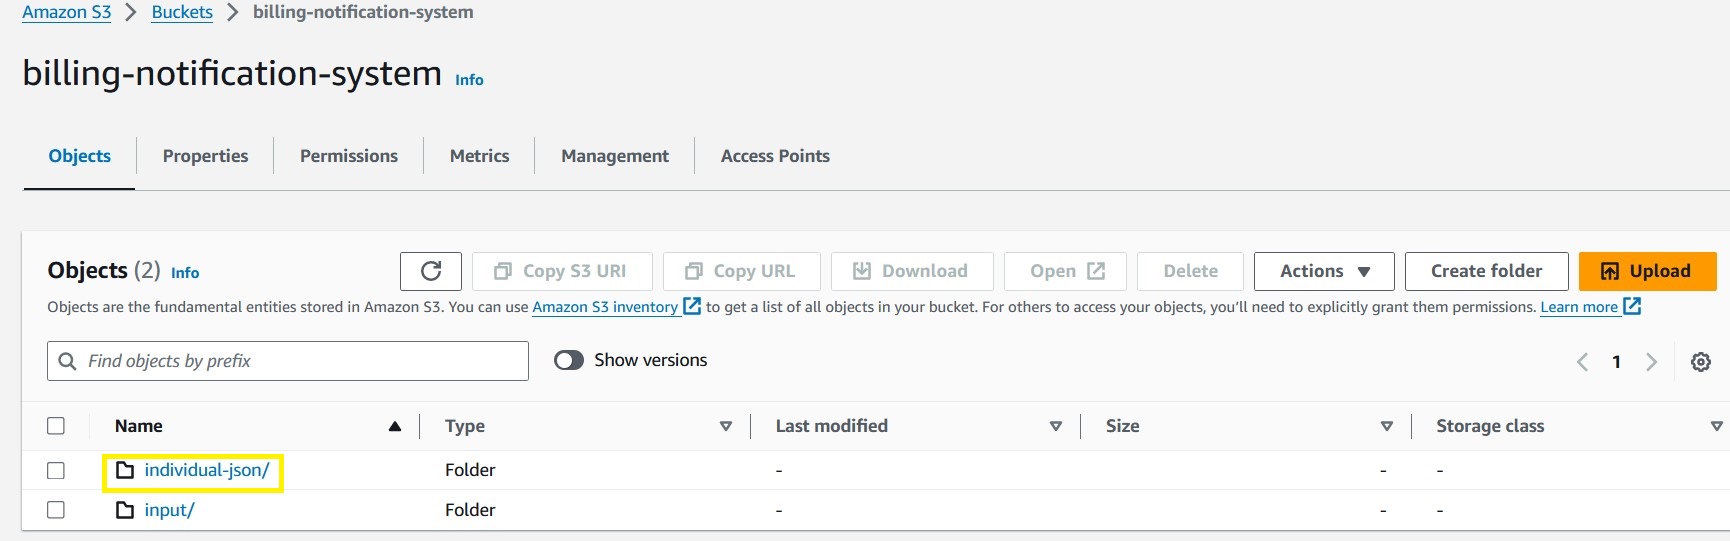 Amazon S3 > Buckets > billing-notification-system
billing-notification-system Info
Objects Properties Permissions Metrics Management Access Points
Objects (2) Info Copy S3 URI Copy URL Download Open Delete Actions Create folder Upload
Objects are the fundamental entities stored in Amazon S3. You can use Amazon S3 inventory to get a list of all objects in your bucket. For others to access your objects, you’ll need to explicitly grant them permissions. Learn more
Find objects by prefix Show versions < 1 >
Name Type Last modified Size Storage class
individual-json/ Folder - - -
input/ Folder - - -